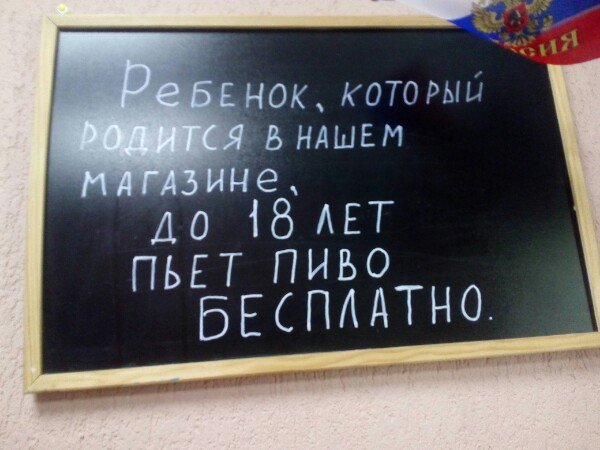 Ребенок, который
родится в нашем
магазине,
до 18 лет
пьет пиво
бесплатно.